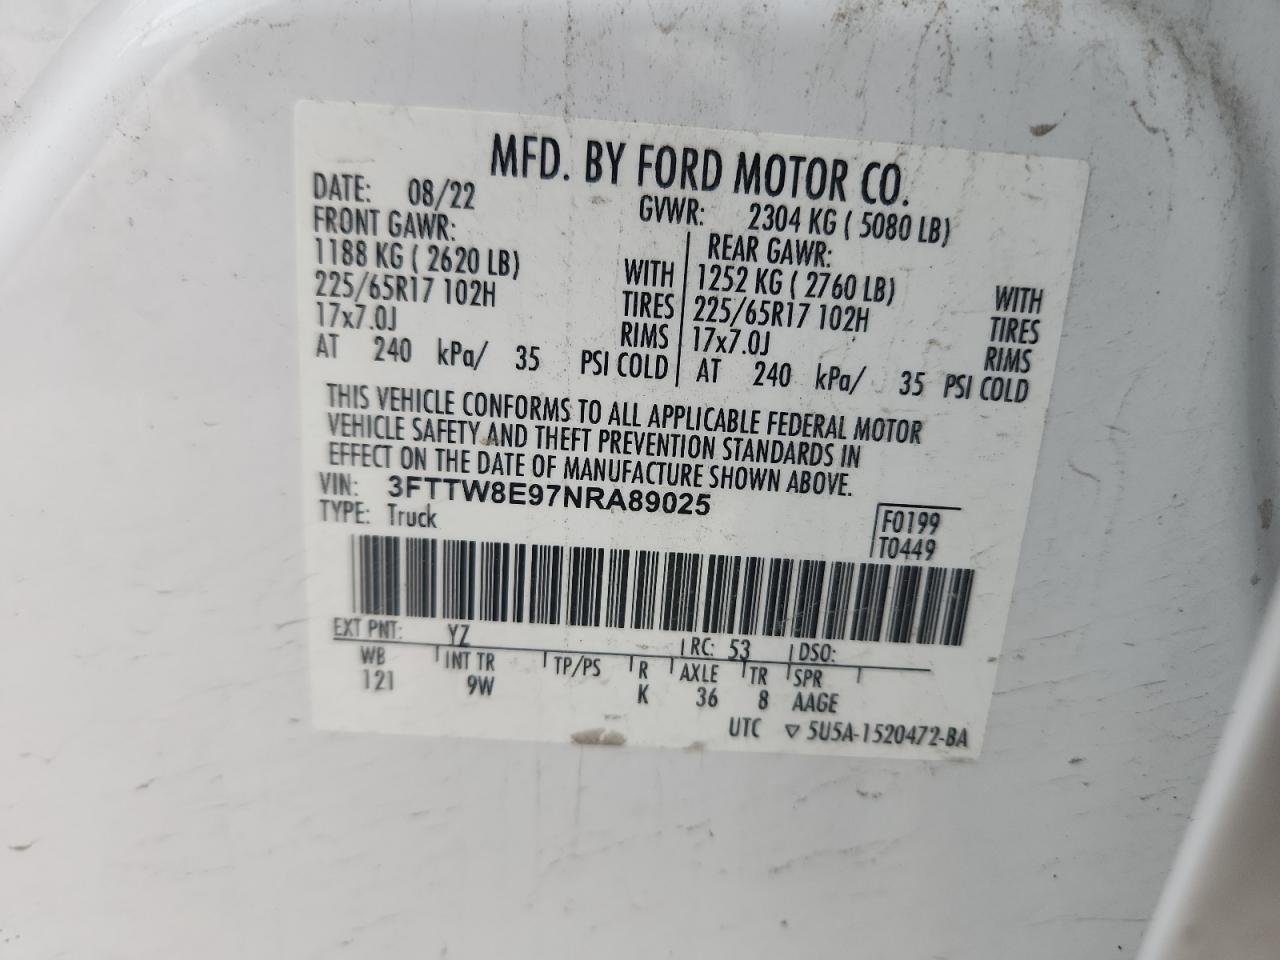 MFD. BY FORD MOTOR CO.
DATE: 08/22 GVWR: 2304 KG ( 5080 LB)
FRONT GAWR: REAR GAWR:
1188 KG ( 2620 LB) WITH 1252 KG ( 2760 LB) WITH
225/65R17 102H TIRES 225/65R17 102H TIRES
17x7.0J RIMS 17x7.0J RIMS
AT 240 kPa/ 35 PSI COLD AT 240 kPa/ 35 PSI COLD
THIS VEHICLE CONFORMS TO ALL APPLICABLE FEDERAL MOTOR
VEHICLE SAFETY AND THEFT PREVENTION STANDARDS IN
EFFECT ON THE DATE OF MANUFACTURE SHOWN ABOVE.
VIN: 3FTTW8E97NRA89025
TYPE: Truck F0199
T0449
EXT PNT: YZ RC: 53 DSO:
WB INT TR TP/PS R AXLE TR SPR
121 9W K 36 8 AAGE
UTC ▽ 5U5A-1520472-BA